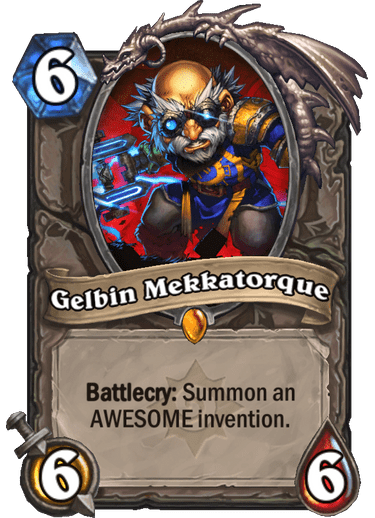 6
Gelbin Mekkatorque
Battlecry: Summon an
AWESOME invention.
6
6